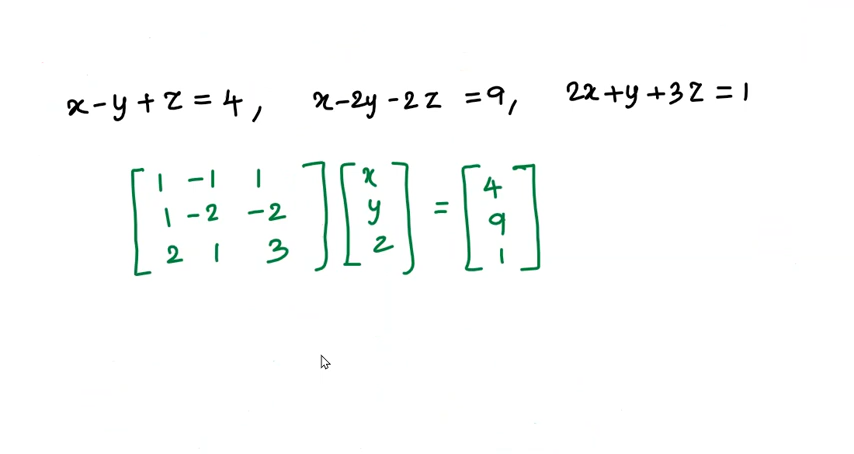 x - y + z = 4, x - 2y - 2z = 9, 2x + y + 3z = 1
[1 -1 1 [x [4
1 -2 -2 y = 9
2 1 3] z] 1]